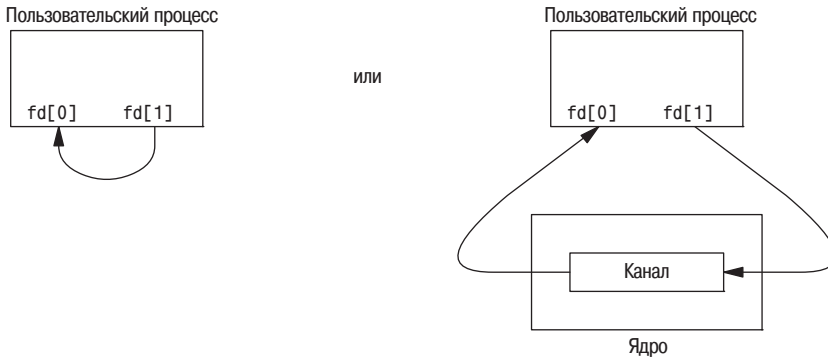 Пользовательский процесс
fd[0] fd[1]
или
Пользовательский процесс
fd[0] fd[1]
Канал
Ядро